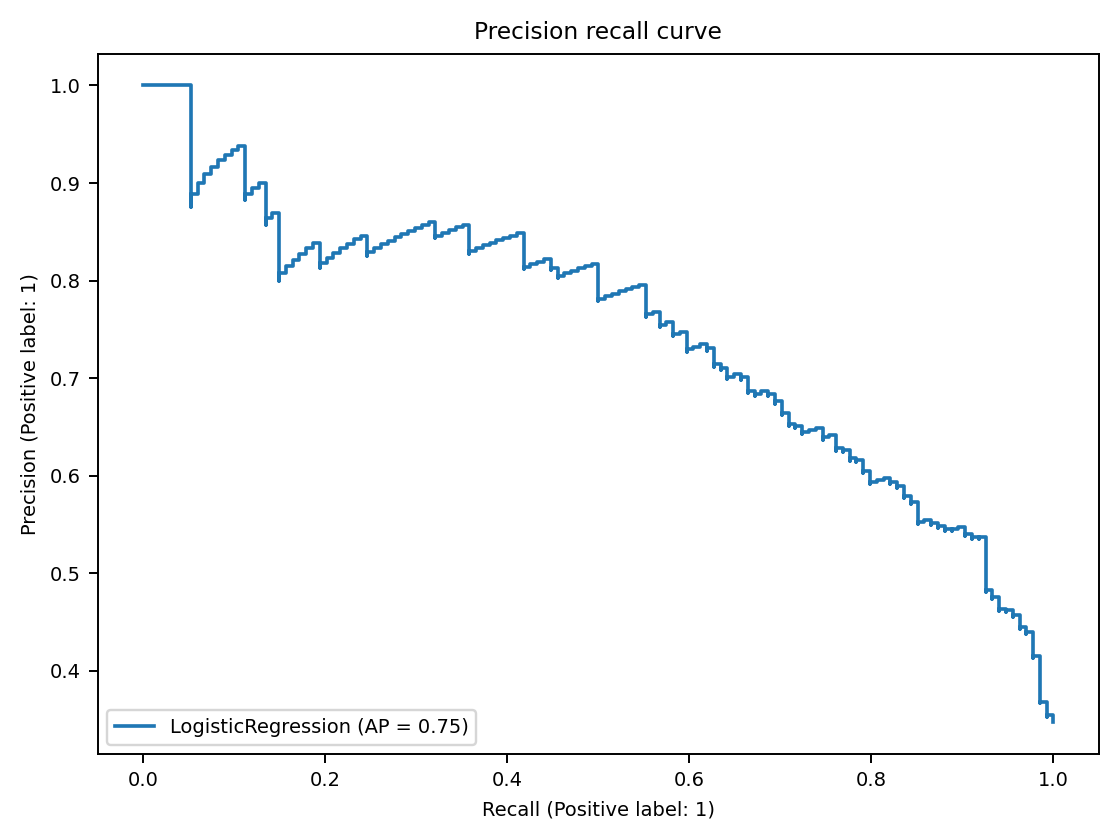 Precision recall curve
1.0
0.9
0.8
0.7
0.6
0.5
0.4
Precision (Positive label: 1)
LogisticRegression (AP = 0.75)
0.0 0.2 0.4 0.6 0.8 1.0
Recall (Positive label: 1)